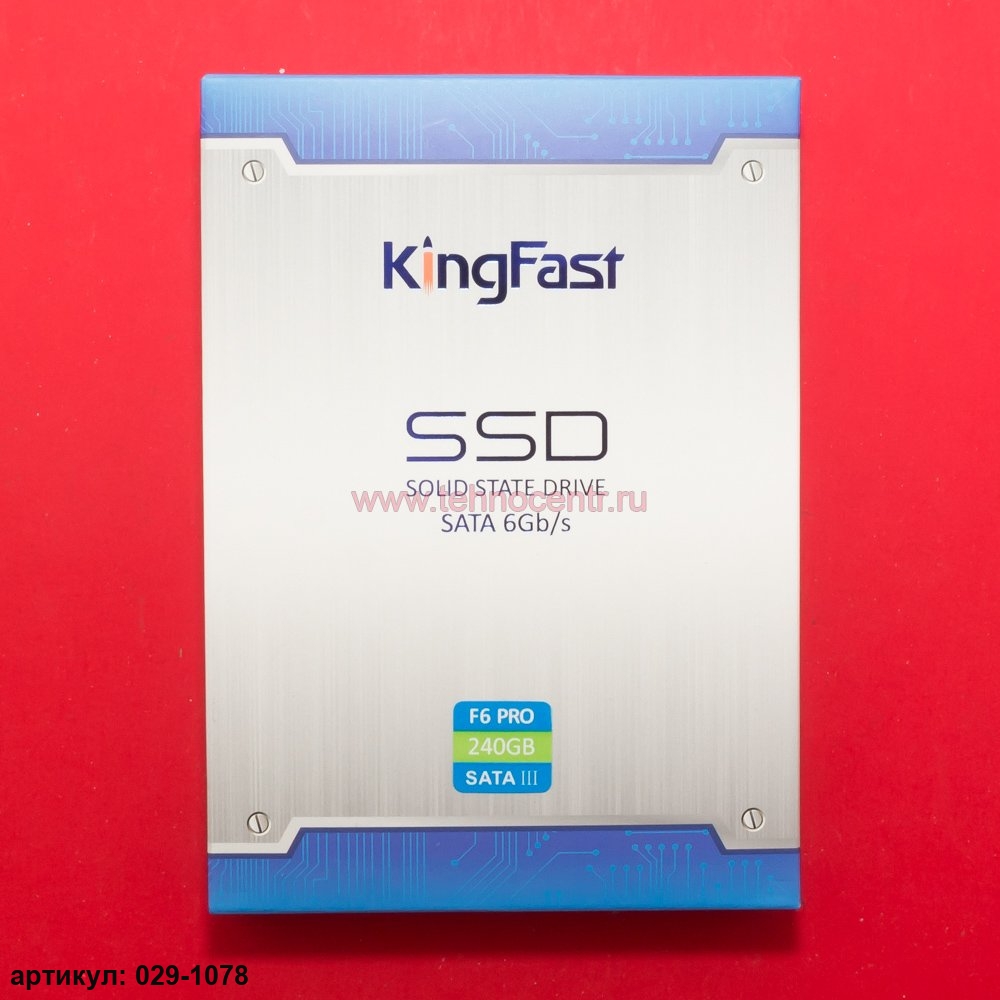 KingFast
SSD
SOLID STATE DRIVE
www.tehnocentr.ru
SATA 6Gb/s
F6 PRO
240GB
SATA III
артикул: 029-1078